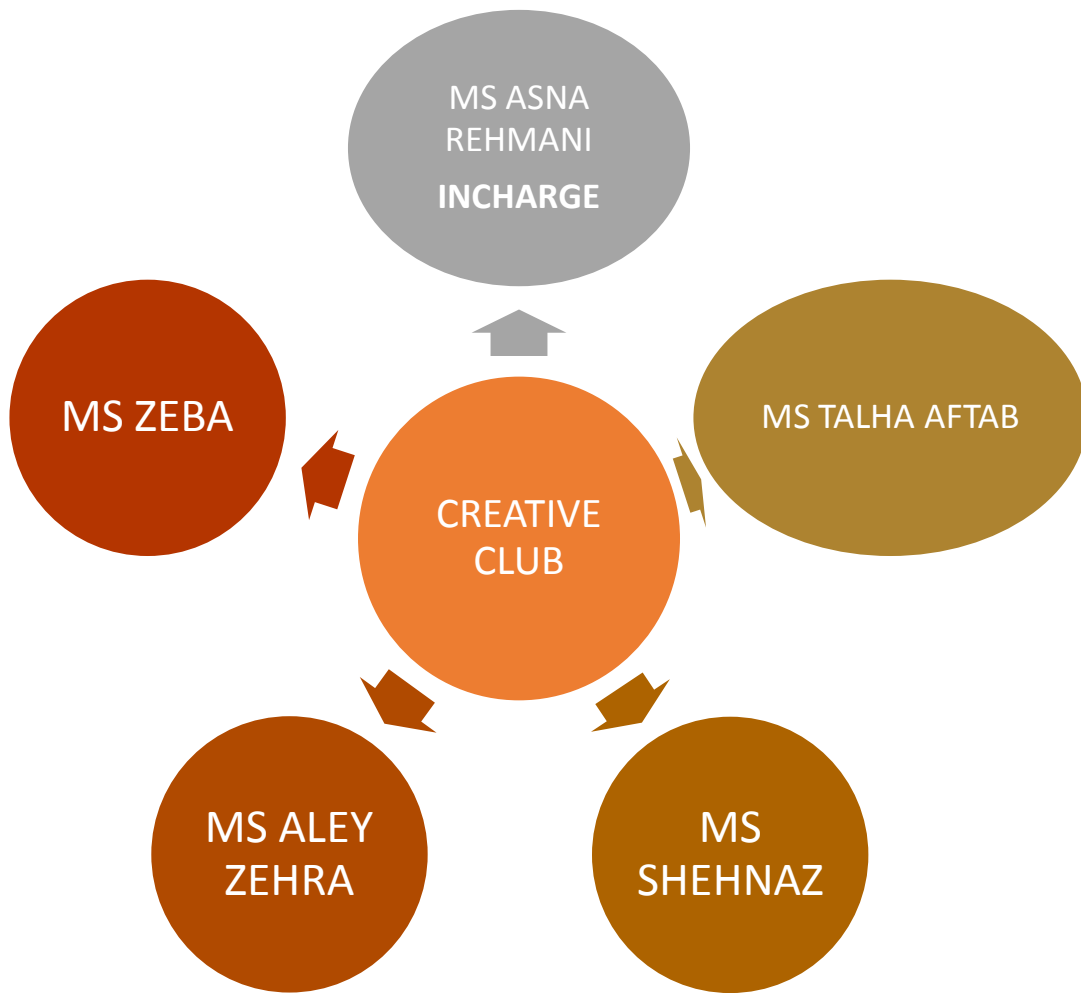 MS ASNA
REHMANI
INCHARGE
MS ZEBA
MS TALHA AFTAB
CREATIVE
CLUB
MS ALEY
ZEHRA
MS
SHEHNAZ